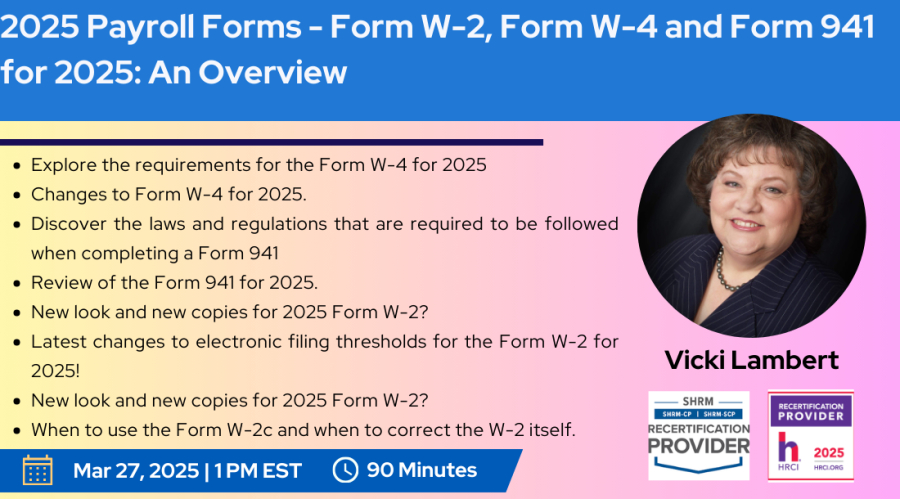 2025 Payroll Forms - Form W-2, Form W-4 and Form 941
for 2025: An Overview
• Explore the requirements for the Form W-4 for 2025
• Changes to Form W-4 for 2025.
• Discover the laws and regulations that are required to be followed
when completing a Form 941
• Review of the Form 941 for 2025.
• New look and new copies for 2025 Form W-2?
• Latest changes to electronic filing thresholds for the Form W-2 for
2025!
• New look and new copies for 2025 Form W-2?
• When to use the Form W-2c and when to correct the W-2 itself.
Mar 27, 2025 | 1 PM EST
90 Minutes
Vicki Lambert
SHRM
SHRM-CP | SHRM-SCP
RECERTIFICATION
PROVIDER
RECERTIFICATION
PROVIDER
h
HRCI
2025
HRCI.ORG